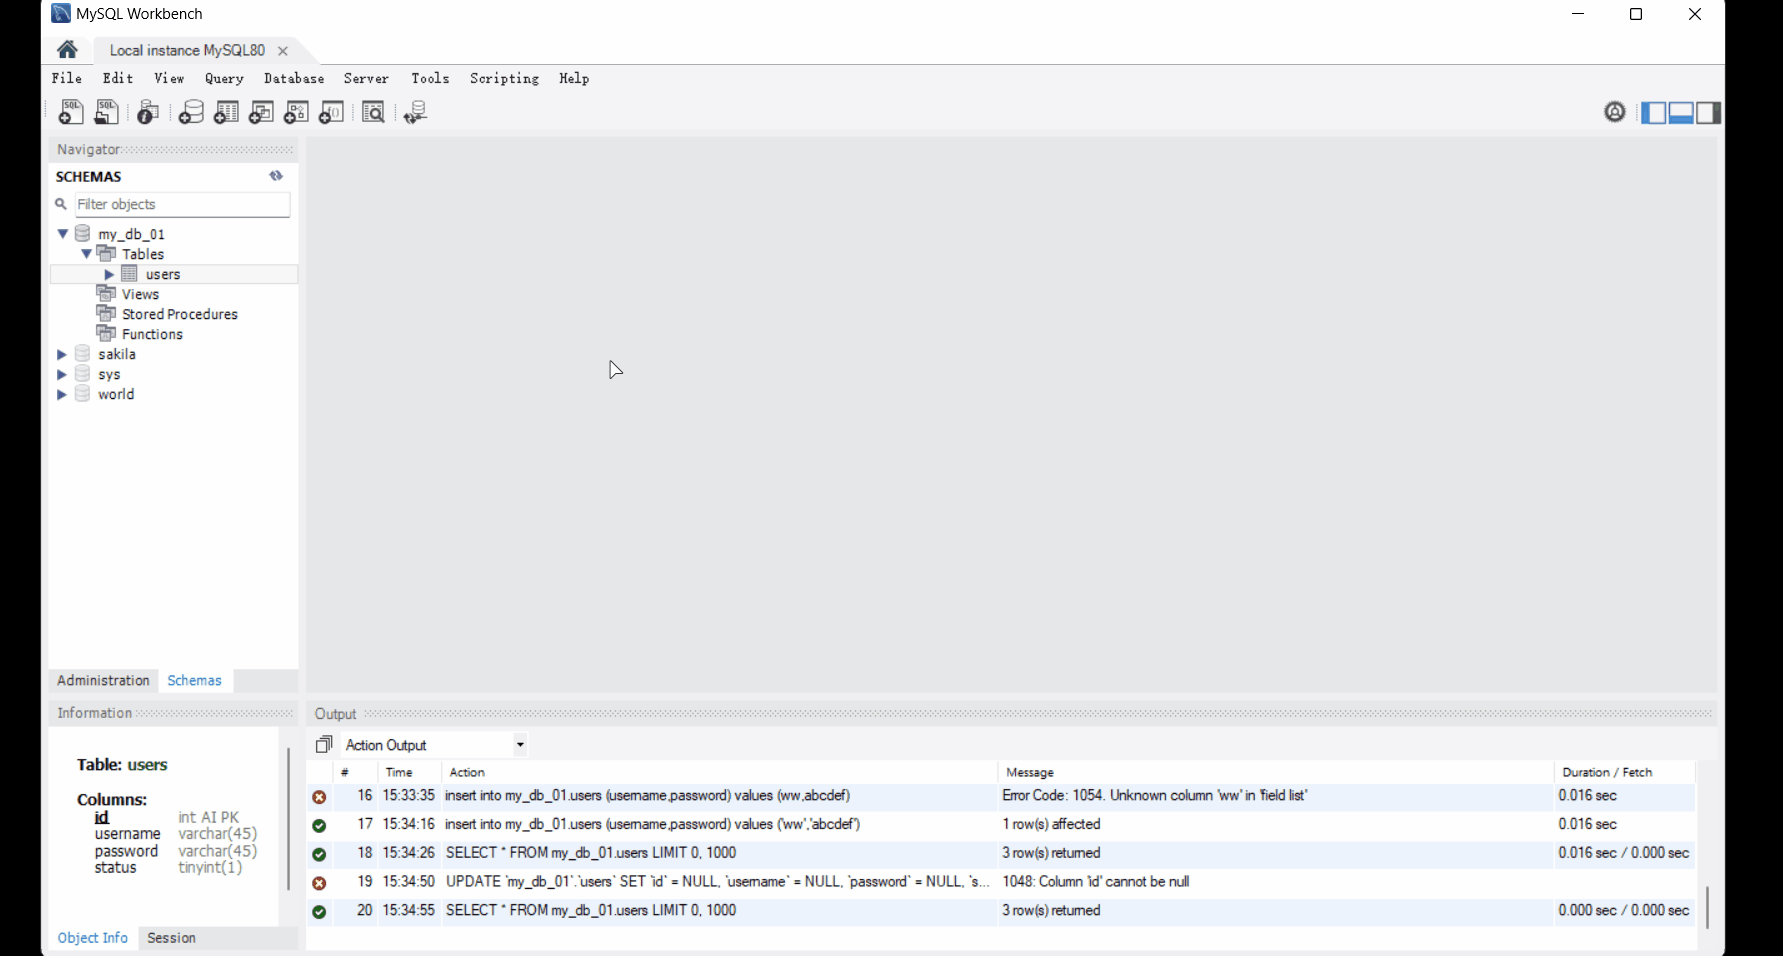 MySQL Workbench
Local instance MySQL80
File Edit View Query Database Server Tools Scripting Help
Navigator
SCHEMAS
Filter objects
my_db_01
Tables
users
Views
Stored Procedures
Functions
sakila
sys
world
Administration Schemas
Information
Table: users
Columns:
id int AI PK
username varchar(45)
password varchar(45)
status tinyint(1)
Object Info Session
Output
Action Output
# Time Action Message Duration / Fetch
16 15:33:35 insert into my_db_01.users (username,password) values (ww,abcdef) Error Code: 1054. Unknown column 'ww' in 'field list' 0.016 sec
17 15:34:16 insert into my_db_01.users (username,password) values ('ww','abcdef') 1 row(s) affected 0.016 sec
18 15:34:26 SELECT * FROM my_db_01.users LIMIT 0, 1000 3 row(s) returned 0.016 sec / 0.000 sec
19 15:34:50 UPDATE `my_db_01`.`users` SET `id` = NULL, `username` = NULL, `password` = NULL, `s... 1048: Column 'id' cannot be null
20 15:34:55 SELECT * FROM my_db_01.users LIMIT 0, 1000 3 row(s) returned 0.000 sec / 0.000 sec